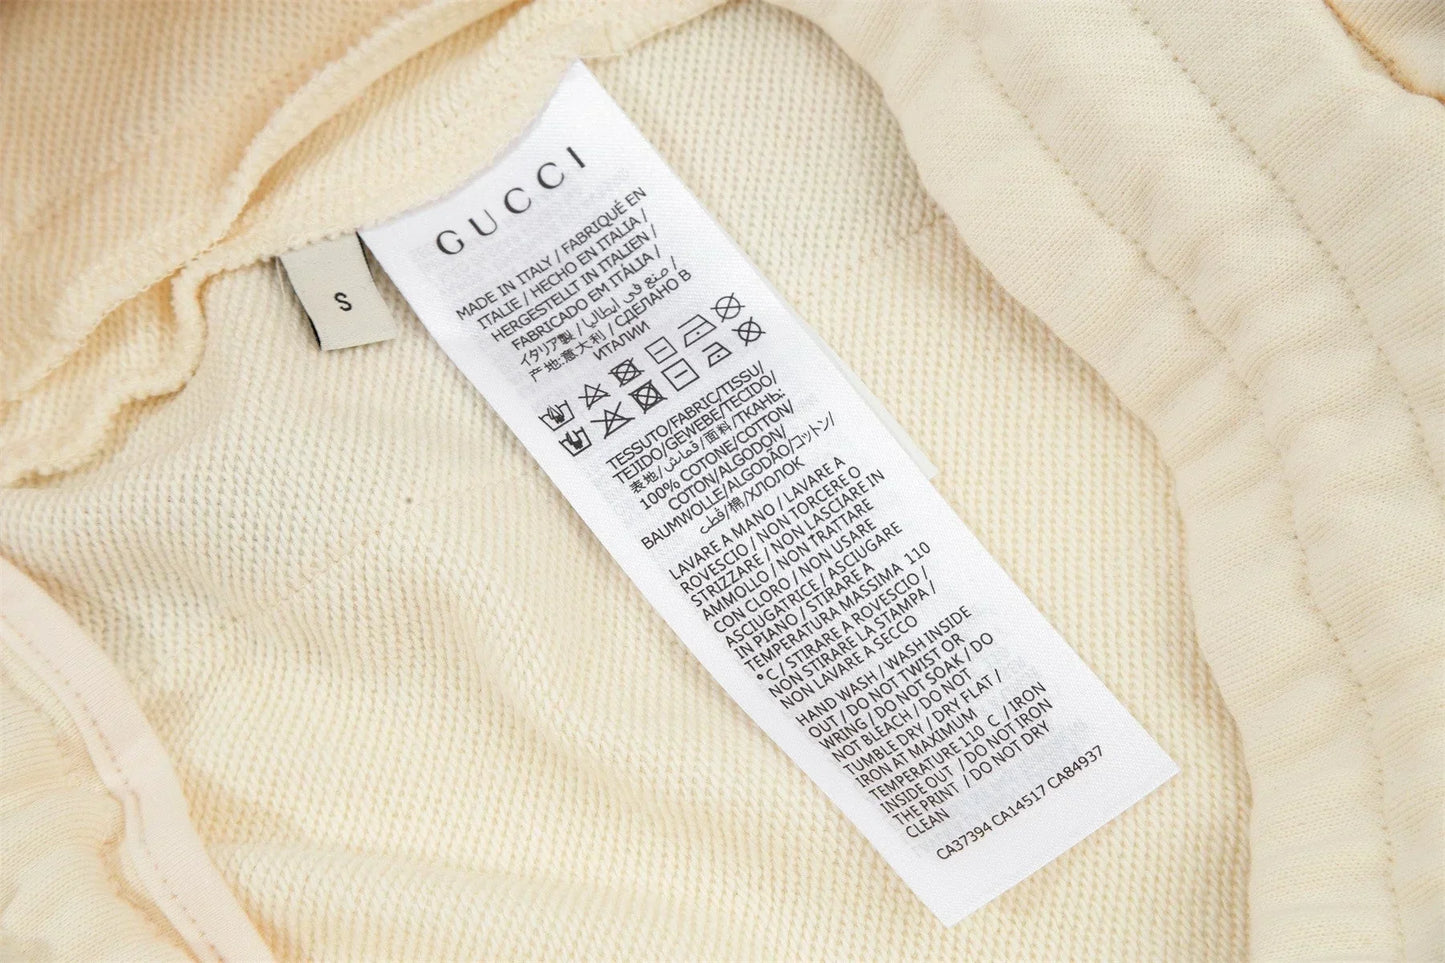 GUCCI
MADE IN ITALY / FABRIQUÉ EN
ITALIE / HECHO EN ITALIA /
HERGESTELLT IN ITALIEN /
FABRICADO EM ITÁLIA /
イタリア製 / صنع في ايطاليا /
产地:意大利 / СДЕЛАНО В
ИТАЛИИ
S
TESSUTO/FABRIC/TISSU/
TEJIDO/GEWEBE/TECIDO/
表地/قماش/面料/ТКАНЬ:
100% COTONE/COTTON/
COTON/ALGODON/
BAUMWOLLE/ALGODÃO/コットン/
قطن/棉/ХЛОПОК
LAVARE A MANO / LAVARE A
ROVESCIO / NON TORCERE O
STRIZZARE / NON LASCIARE IN
AMMOLLO / NON TRATTARE
CON CLORO / NON USARE
ASCIUGATRICE / ASCIUGARE
IN PIANO / STIRARE A
TEMPERATURA MASSIMA 110
°C / STIRARE A ROVESCIO /
NON STIRARE LA STAMPA /
NON LAVARE A SECCO
HAND WASH / WASH INSIDE
OUT / DO NOT TWIST OR
WRING / DO NOT SOAK / DO
NOT BLEACH / DO NOT
TUMBLE DRY / DRY FLAT /
IRON AT MAXIMUM
TEMPERATURE 110 C / IRON
INSIDE OUT / DO NOT IRON
THE PRINT / DO NOT DRY
CLEAN
CA37394 CA14517 CA84937